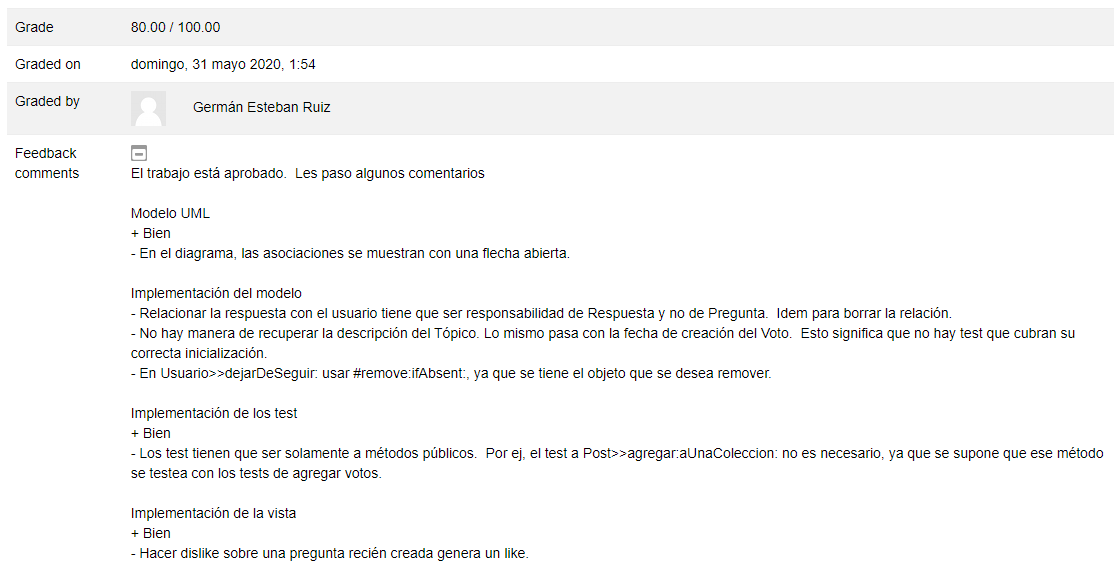 Grade 80.00 / 100.00
Graded on domingo, 31 mayo 2020, 1:54
Graded by Germán Esteban Ruiz
Feedback comments
El trabajo está aprobado.  Les paso algunos comentarios
Modelo UML
+ Bien
- En el diagrama, las asociaciones se muestran con una flecha abierta.
Implementación del modelo
- Relacionar la respuesta con el usuario tiene que ser responsabilidad de Respuesta y no de Pregunta.  Idem para borrar la relación.
- No hay manera de recuperar la descripción del Tópico. Lo mismo pasa con la fecha de creación del Voto.  Esto significa que no hay test que cubran su
correcta inicialización.
- En Usuario>>dejarDeSeguir: usar #remove:ifAbsent:, ya que se tiene el objeto que se desea remover.
Implementación de los test
+ Bien
- Los test tienen que ser solamente a métodos públicos.  Por ej, el test a Post>>agregar:aUnaColeccion: no es necesario, ya que se supone que ese método
se testea con los tests de agregar votos.
Implementación de la vista
+ Bien
- Hacer dislike sobre una pregunta recién creada genera un like.